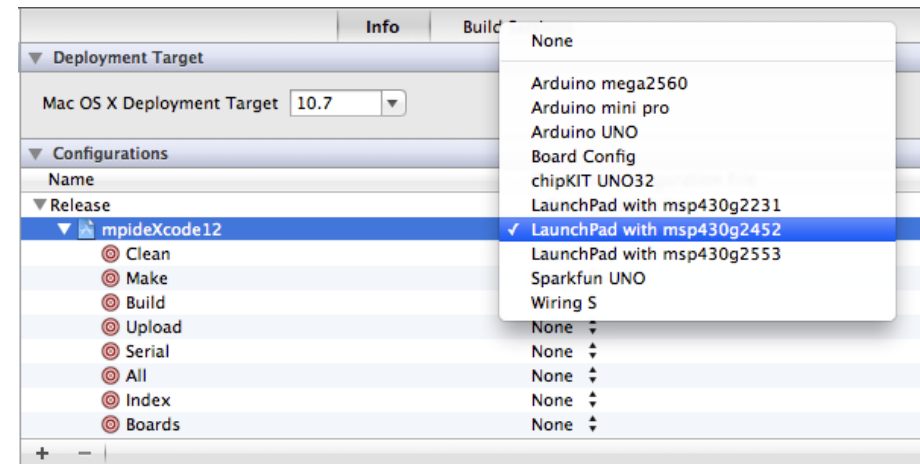 Info
Build
Deployment Target
Mac OS X Deployment Target 10.7
Configurations
Name
Release
mpideXcode12
Clean
Make
Build
Upload None
Serial None
All None
Index None
Boards None
+ −
None
Arduino mega2560
Arduino mini pro
Arduino UNO
Board Config
chipKIT UNO32
LaunchPad with msp430g2231
✓ LaunchPad with msp430g2452
LaunchPad with msp430g2553
Sparkfun UNO
Wiring S